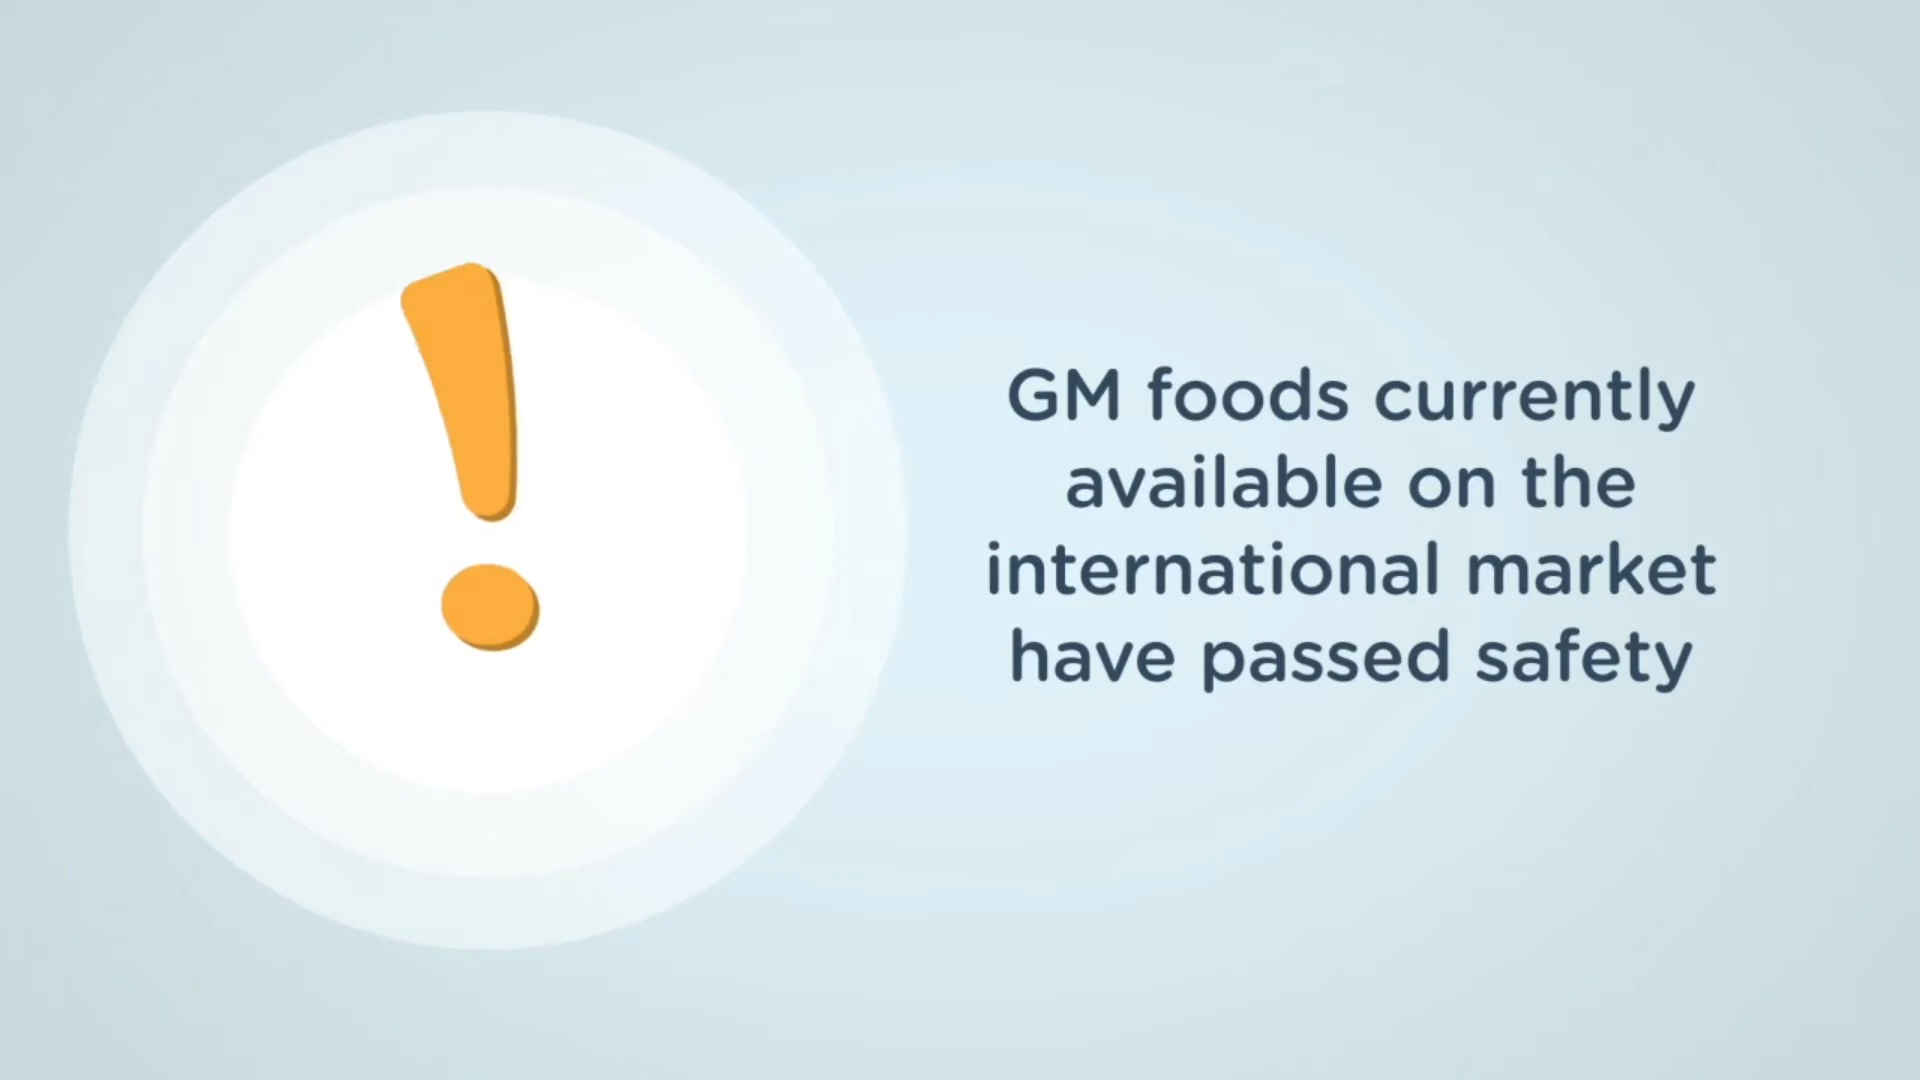 GM foods currently
available on the
international market
have passed safety